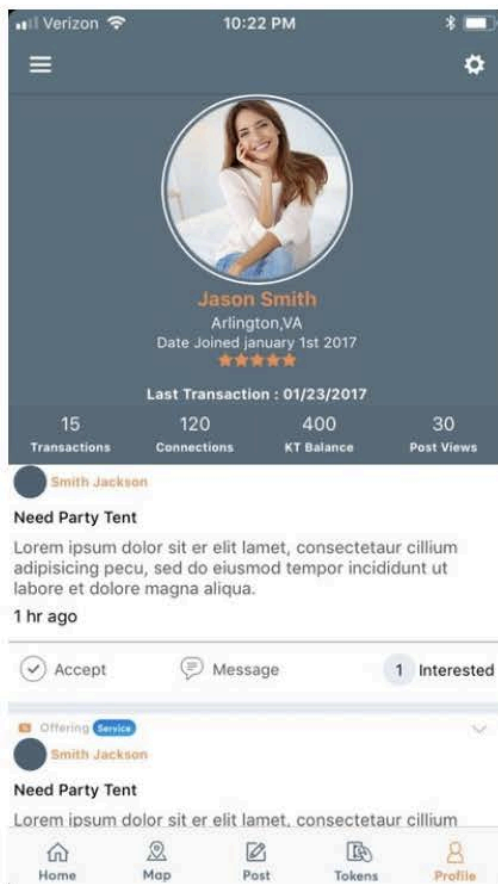 Verizon 10:22 PM
Jason Smith
Arlington,VA
Date Joined january 1st 2017
Last Transaction : 01/23/2017
15 120 400 30
Transactions Connections KT Balance Post Views
Smith Jackson
Need Party Tent
Lorem ipsum dolor sit er elit lamet, consectetaur cillium
adipisicing pecu, sed do eiusmod tempor incididunt ut
labore et dolore magna aliqua.
1 hr ago
Accept Message 1 Interested
Offering Service
Smith Jackson
Need Party Tent
Lorem ipsum dolor sit er elit lamet, consectetaur cillium
Home Map Post Tokens Profile